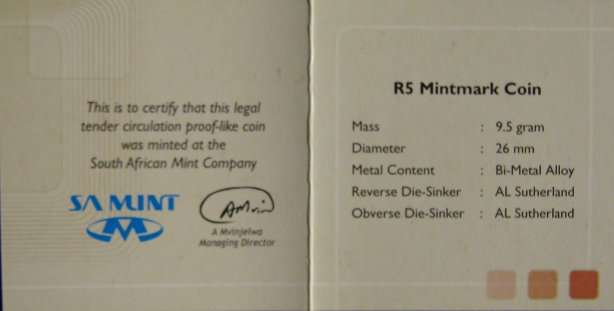 This is to certify that this legal
tender circulation proof-like coin
was minted at the
South African Mint Company
SA MINT
A Mvinjelwa
Managing Director
R5 Mintmark Coin
Mass : 9.5 gram
Diameter : 26 mm
Metal Content : Bi-Metal Alloy
Reverse Die-Sinker : AL Sutherland
Obverse Die-Sinker : AL Sutherland